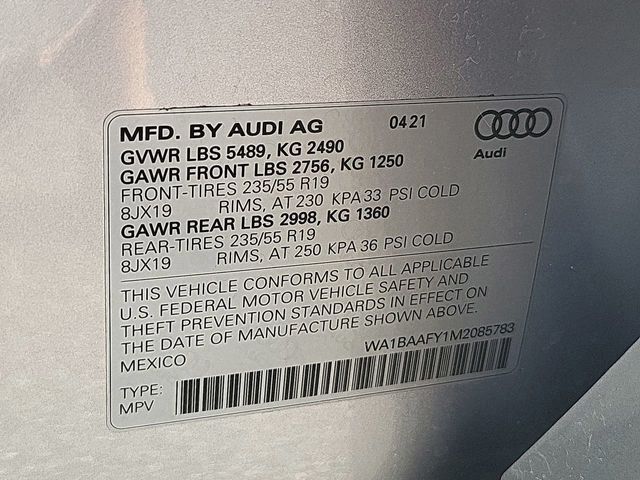 MFD. BY AUDI AG 0421
GVWR LBS 5489, KG 2490
Audi
GAWR FRONT LBS 2756, KG 1250
FRONT-TIRES 235/55 R19
8JX19 RIMS, AT 230 KPA 33 PSI COLD
GAWR REAR LBS 2998, KG 1360
REAR-TIRES 235/55 R19
8JX19 RIMS, AT 250 KPA 36 PSI COLD
THIS VEHICLE CONFORMS TO ALL APPLICABLE
U.S. FEDERAL MOTOR VEHICLE SAFETY AND
THEFT PREVENTION STANDARDS IN EFFECT ON
THE DATE OF MANUFACTURE SHOWN ABOVE.
MEXICO WA1BAAFY1M2085783
TYPE:
MPV